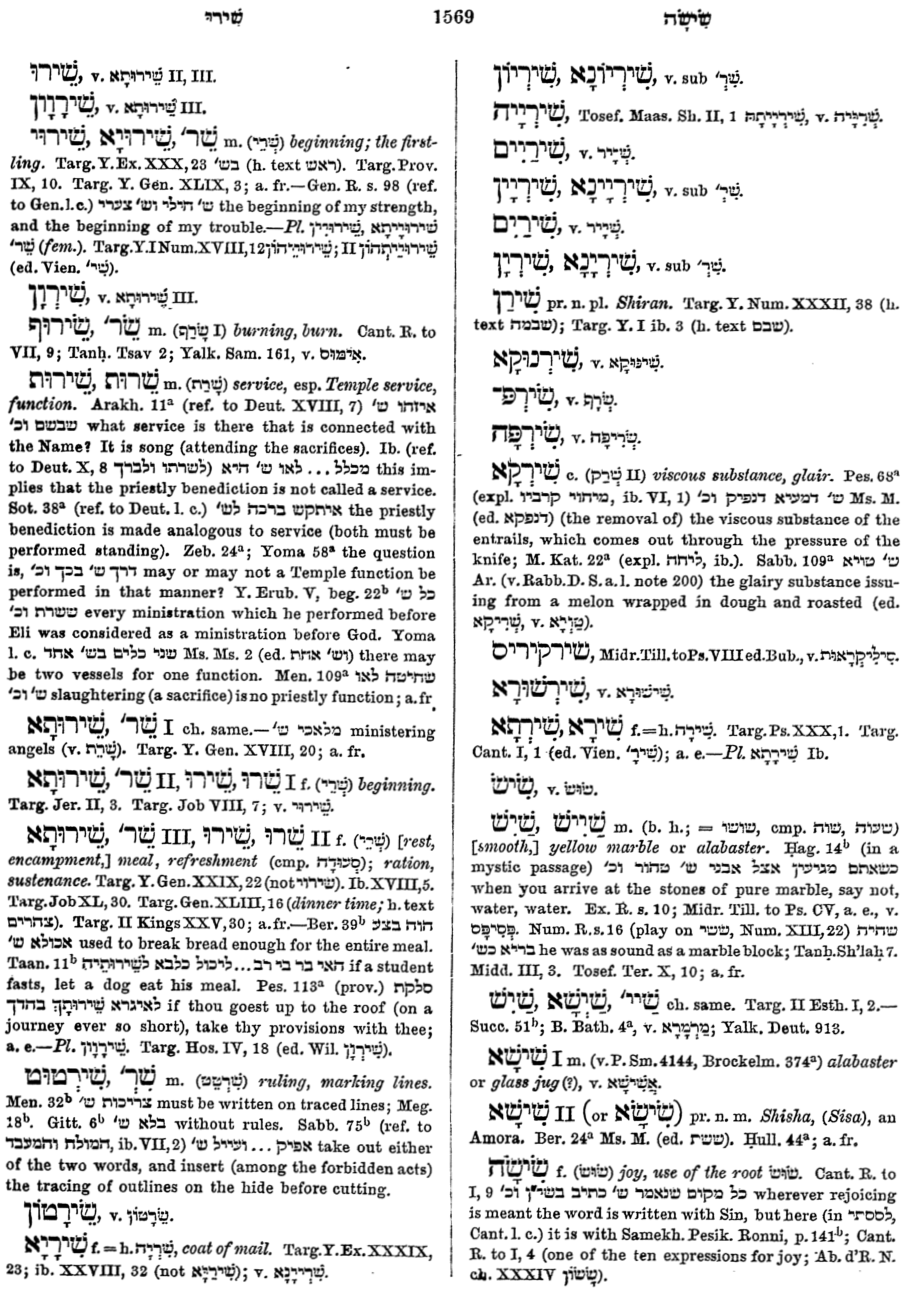 שֵׁירוּ 1569 שִׂישָׂה
שֵׁירוּ, v. שֵׁירוּתָא II, III.
שֵׁירָוָון, v. שֵׁירוּתָא III.
שֵׁירוּי, שֵׁירוּיָא, שֵׁר' m. (שְׁרֵי) beginning; the first-
ling. Targ. Y. Ex. XXX, 23 בש' (h. text ראש). Targ. Prov.
IX, 10. Targ. Y. Gen. XLIX, 3; a. fr.—Gen. R. s. 98 (ref.
to Gen. l. c.) ש' חילי וש' צערי the beginning of my strength,
and the beginning of my trouble.—Pl. שֵׁירוּיִין, שֵׁירוּיָיתָא
שֵׁר' (fem.). Targ. Y. I Num. XVIII, 12 שֵׁירוּיֵיהוֹן; II שֵׁירוּיָיתְהוֹן
(ed. Vien. שִׁר').
שֵׁירְוָן, v. שֵׁירוּתָא III.
שֵׂירוּף, שֵׂר' m. (שָׂרַף I) burning, burn. Cant. R. to
VII, 9; Tanḥ. Tsav 2; Yalk. Sam. 161, v. אִימּוּס.
שֵׁירוּת, שֵׁרוּת m. (שָׁרַת) service, esp. Temple service,
function. Arakh. 11a (ref. to Deut. XVIII, 7) איזהו ש'
שבשם וכ' what service is there that is connected with
the Name? It is song (attending the sacrifices). Ib. (ref.
to Deut. X, 8 לשרתו ולברך) מכלל ... לאו ש' היא this im-
plies that the priestly benediction is not called a service.
Sot. 38a (ref. to Deut. l. c.) איתקש ברכה לש' the priestly
benediction is made analogous to service (both must be
performed standing). Zeb. 24a; Yoma 58a the question
is, דרך ש' בכך וכ' may or may not a Temple function be
performed in that manner? Y. Erub. V, beg. 22b כל ש'
ששרת וכ' every ministration which he performed before
Eli was considered as a ministration before God. Yoma
l. c. שני כלים בש' אחד Ms. Ms. 2 (ed. וש' אחת) there may
be two vessels for one function. Men. 109a שחיטה לאו
ש' וכ' slaughtering (a sacrifice) is no priestly function; a. fr
שֵׁירוּתָא, שֵׁר' I ch. same.—מלאכי ש' ministering
angels (v. שָׁרֵת). Targ. Y. Gen. XVIII, 20; a. fr.
שֵׁירוּתָא, שֵׁר' II, שֵׁירוּ, שֵׁרוּ I f. (שְׁרֵי) beginning.
Targ. Jer. II, 3. Targ. Job VIII, 7; v. שֵׁירוּי.
שֵׁירוּתָא, שֵׁר' III, שֵׁירוּ, שֵׁרוּ II f. (שְׁרֵי) [rest,
encampment,] meal, refreshment (cmp. סְעוּדָה); ration,
sustenance. Targ. Y. Gen. XXIX, 22 (not שֵׁירוּי). Ib. XVIII, 5.
Targ. Job XL, 30. Targ. Gen. XLIII, 16 (dinner time; h. text
צהרים). Targ. II Kings XXV, 30; a. fr.—Ber. 39b הוה בצע
אכולא ש' used to break bread enough for the entire meal.
Taan. 11b האי בר בי רב...ליכול כלבא לשֵׁירוּתֵיהּ if a student
fasts, let a dog eat his meal. Pes. 113a (prov.) סלקת
לאיגרא שֵׁירוּתָךְ בהדך if thou goest up to the roof (on a
journey ever so short), take thy provisions with thee;
a. e.—Pl. שֵׁירָוָון. Targ. Hos. IV, 18 (ed. Wil. שֵׁירְוָן).
שִׁירְטוּט, שִׁרְ' m. (שִׁרְטֵט) ruling, marking lines.
Men. 32b צריכות ש' must be written on traced lines; Meg.
18b. Gitt. 6b בלא ש' without rules. Sabb. 75b (ref. to
המולח והמעבד, ib. VII, 2) אפיק ... ועייל ש' take out either
of the two words, and insert (among the forbidden acts)
the tracing of outlines on the hide before cutting.
שֵׂירָטוֹן, v. שֶׂרָטוֹן.
שִׁירְיָא f. = h. שִׁרְיָה, coat of mail. Targ. Y. Ex. XXXIX,
23; ib. XXVIII, 32 (not שִׁירַיָּא); v. שִׁרְיָינָא.
שִׁירְיוֹן, שִׁירְיוֹנָא, v. sub שִׁרְ'.
שִׁירְיָיה, Tosef. Maas. Sh. II, 1 שִׁירְיָיתָהּ, v. שְׁרִיָּיה.
שִׁירַיִים, v. שִׁיּיר.
שִׁירְיָין, שִׁירְיָינָא, v. sub שִׁרְ'.
שִׁירַיִם, v. שִׁיּיר.
שִׁירְיָן, שִׁירְיָנָא, v. sub שִׁרְ'.
שִׁירָן pr. n. pl. Shiran. Targ. Y. Num. XXXII, 38 (h.
text שבמה); Targ. Y. I ib. 3 (h. text שבם).
שִׁירְנוּקָא, v. שִׁינּוּקָא.
שִׂירְפ־, v. שְׂרָף.
שִׂירְפָה, v. שְׂרִיפָה.
שִׁירְקָא c. (שְׁרַק II) viscous substance, glair. Pes. 68a
(expl. מיחוי קרביו, ib. VI, 1) ש' דמעיא דנפיק וכ' Ms. M.
(ed. דנפקא) (the removal of) the viscous substance of the
entrails, which comes out through the pressure of the
knife; M. Kat. 22a (expl. ליחה, ib.). Sabb. 109a ש' טויא
Ar. (v. Rabb. D. S. a. l. note 200) the glairy substance issu-
ing from a melon wrapped in dough and roasted (ed.
שְׁרִיקָא, v. טַוְיָא).
שירקיריס, Midr. Till. to Ps. VIII ed. Bub., v. סִילְיקְרָאוּת.
שִׁירְשׁוּרָא, v. שִׁישׁוּרָא.
שִׁירָא, שִׁירְתָא f. = h. שִׁירָה. Targ. Ps. XXX, 1. Targ.
Cant. I, 1 (ed. Vien. שִׁירָ'); a. e.—Pl. שִׁירָתָא Ib.
שִׂישׂ, v. שׂוּשׂ.
שַׁיִשׁ, שַׁיִישׁ m. (b. h.; = שושו, cmp. שוה, שעוה)
[smooth,] yellow marble or alabaster. Ḥag. 14b (in a
mystic passage) כשאתם מגיעין אצל אבני ש' טהור וכ'
when you arrive at the stones of pure marble, say not,
water, water. Ex. R. s. 10; Midr. Till. to Ps. CV, a. e., v.
פְּסִיפָס. Num. R. s. 16 (play on ששי, Num. XIII, 22) שהיה
בריא כש' he was as sound as a marble block; Tanḥ. Sh'laḥ 7.
Midd. III, 3. Tosef. Ter. X, 10; a. fr.
שִׁישׁ, שִׁישָׁא, שַׁיי' ch. same. Targ. II Esth. I, 2.—
Succ. 51b; B. Bath. 4a, v. מַרְמְרָא; Yalk. Deut. 913.
שִׁישָׁא I m. (v. P. Sm. 4144, Brockelm. 374a) alabaster
or glass jug (?), v. אֲשִׁישָׁא.
שִׁישָׁא II (or שִׂישָׂא) pr. n. m. Shisha, (Sisa), an
Amora. Ber. 24a Ms. M. (ed. ששת). Ḥull. 44a; a. fr.
שִׂישָׂה f. (שׂוּשׂ) joy, use of the root שׂוּשׂ. Cant. R. to
I, 9 כל מקום שנאמר ש' כתיב בשי"ן וכ' wherever rejoicing
is meant the word is written with Sin, but here (in לססתי,
Cant. l. c.) it is with Samekh. Pesik. Ronni, p. 141b; Cant.
R. to I, 4 (one of the ten expressions for joy; Ab. d'R. N.
ch. XXXIV שָׂשׂוֹן).